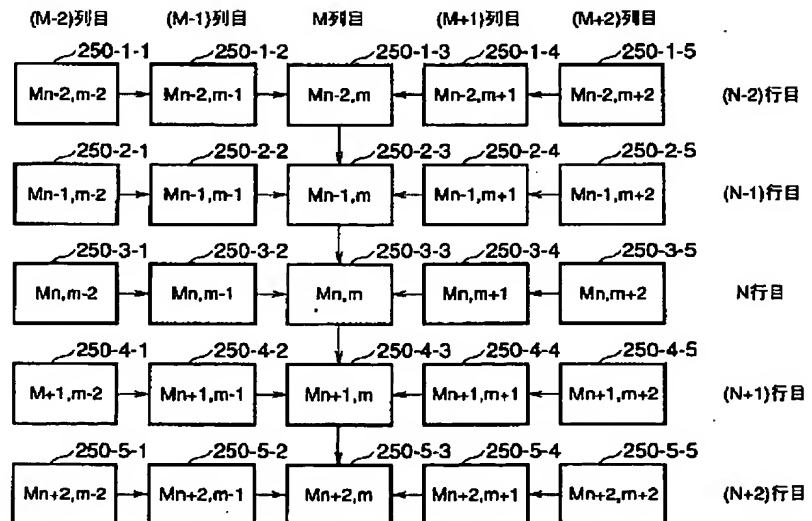 (M-2)列目 (M-1)列目 M列目 (M+1)列目 (M+2)列目
250-1-1 250-1-2 250-1-3 250-1-4 250-1-5
Mn-2,m-2 Mn-2,m-1 Mn-2,m Mn-2,m+1 Mn-2,m+2 (N-2)行目
250-2-1 250-2-2 250-2-3 250-2-4 250-2-5
Mn-1,m-2 Mn-1,m-1 Mn-1,m Mn-1,m+1 Mn-1,m+2 (N-1)行目
250-3-1 250-3-2 250-3-3 250-3-4 250-3-5
Mn,m-2 Mn,m-1 Mn,m Mn,m+1 Mn,m+2 N行目
250-4-1 250-4-2 250-4-3 250-4-4 250-4-5
M+1,m-2 Mn+1,m-1 Mn+1,m Mn+1,m+1 Mn+1,m+2 (N+1)行目
250-5-1 250-5-2 250-5-3 250-5-4 250-5-5
Mn+2,m-2 Mn+2,m-1 Mn+2,m Mn+2,m+1 Mn+2,m+2 (N+2)行目